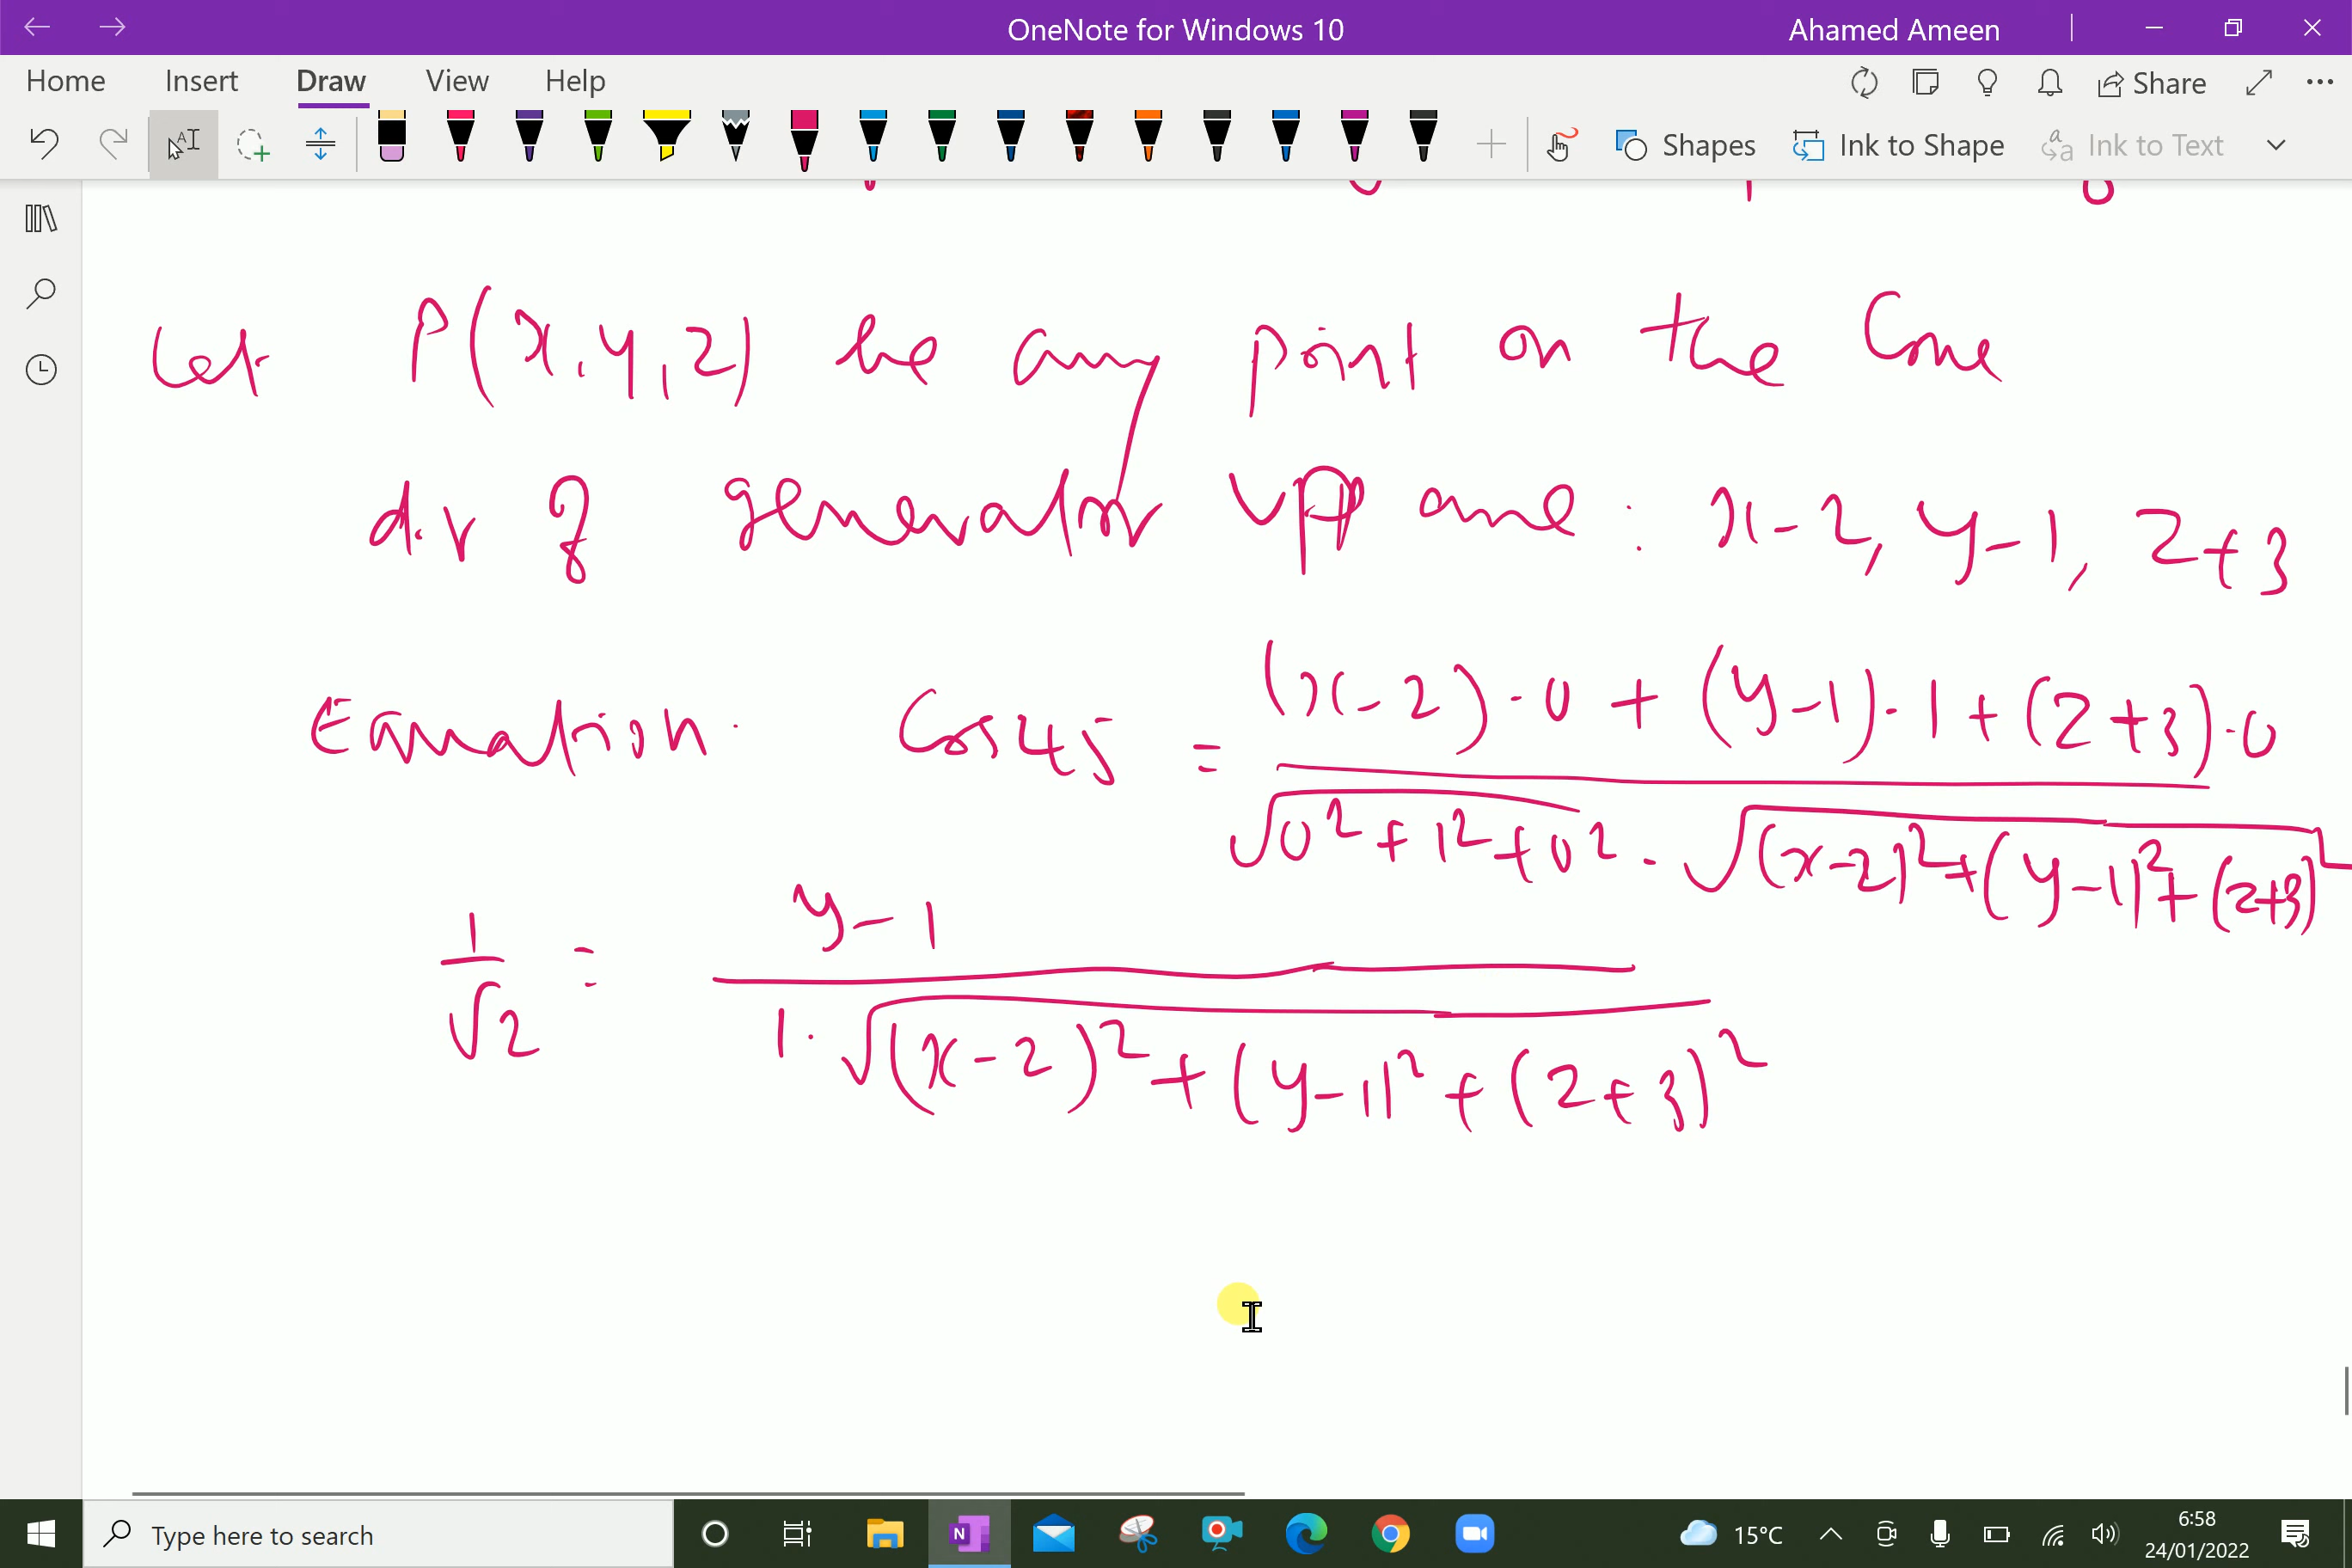 OneNote for Windows 10 Ahamed Ameen
Home Insert Draw View Help Share
Shapes Ink to Shape Ink to Text
Let P(x, y, z) be any point on the Cone
d.r of generator VP are : x-2, y-1, z+3
Equation. Cos45 = (x-2)·0 + (y-1)·1 + (z+3)·0 / √0²+1²+0² · √(x-2)²+(y-1)²+(z+3)²
1/√2 = y-1 / 1·√(x-2)²+(y-1)²+(z+3)²
Type here to search 15°C 6:58
24/01/2022